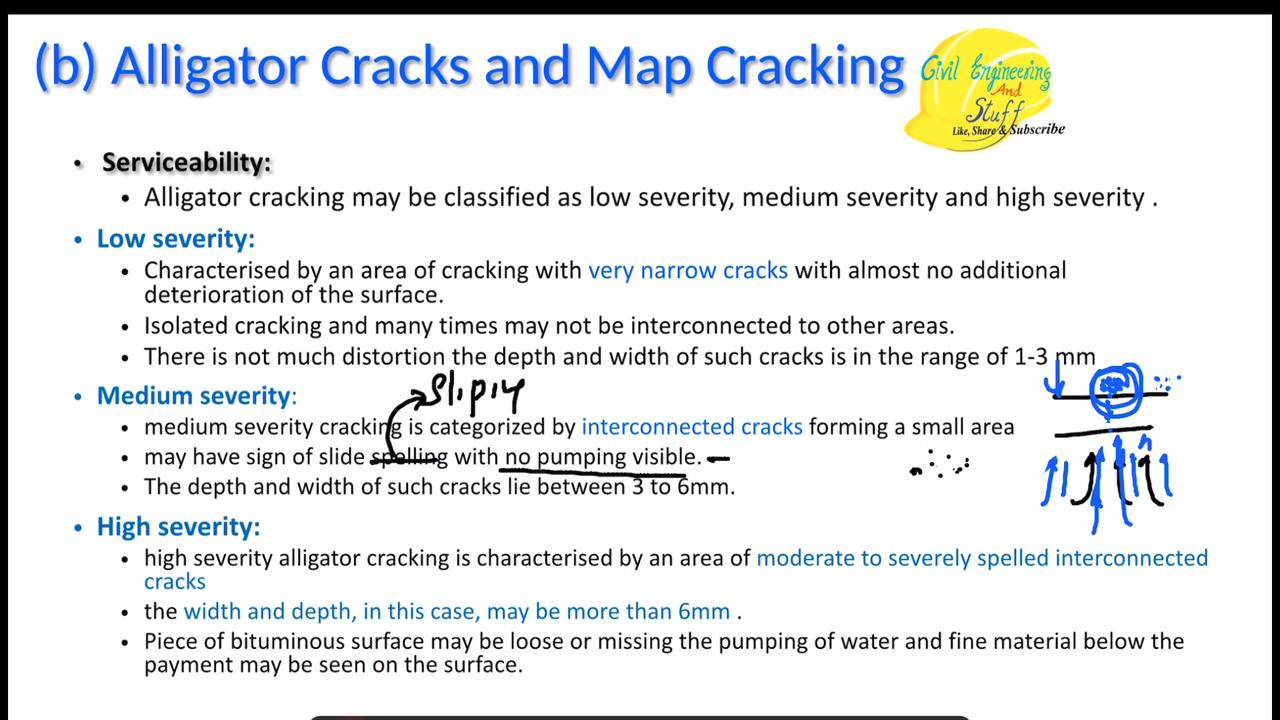 (b) Alligator Cracks and Map Cracking
Civil Engineering
And
Stuff
Like, Share & Subscribe
• Serviceability:
• Alligator cracking may be classified as low severity, medium severity and high severity .
• Low severity:
• Characterised by an area of cracking with very narrow cracks with almost no additional
deterioration of the surface.
• Isolated cracking and many times may not be interconnected to other areas.
• There is not much distortion the depth and width of such cracks is in the range of 1-3 mm
• Medium severity:
• medium severity cracking is categorized by interconnected cracks forming a small area
• may have sign of slide spelling with no pumping visible.
• The depth and width of such cracks lie between 3 to 6mm.
• High severity:
• high severity alligator cracking is characterised by an area of moderate to severely spelled interconnected
cracks
• the width and depth, in this case, may be more than 6mm .
• Piece of bituminous surface may be loose or missing the pumping of water and fine material below the
payment may be seen on the surface.